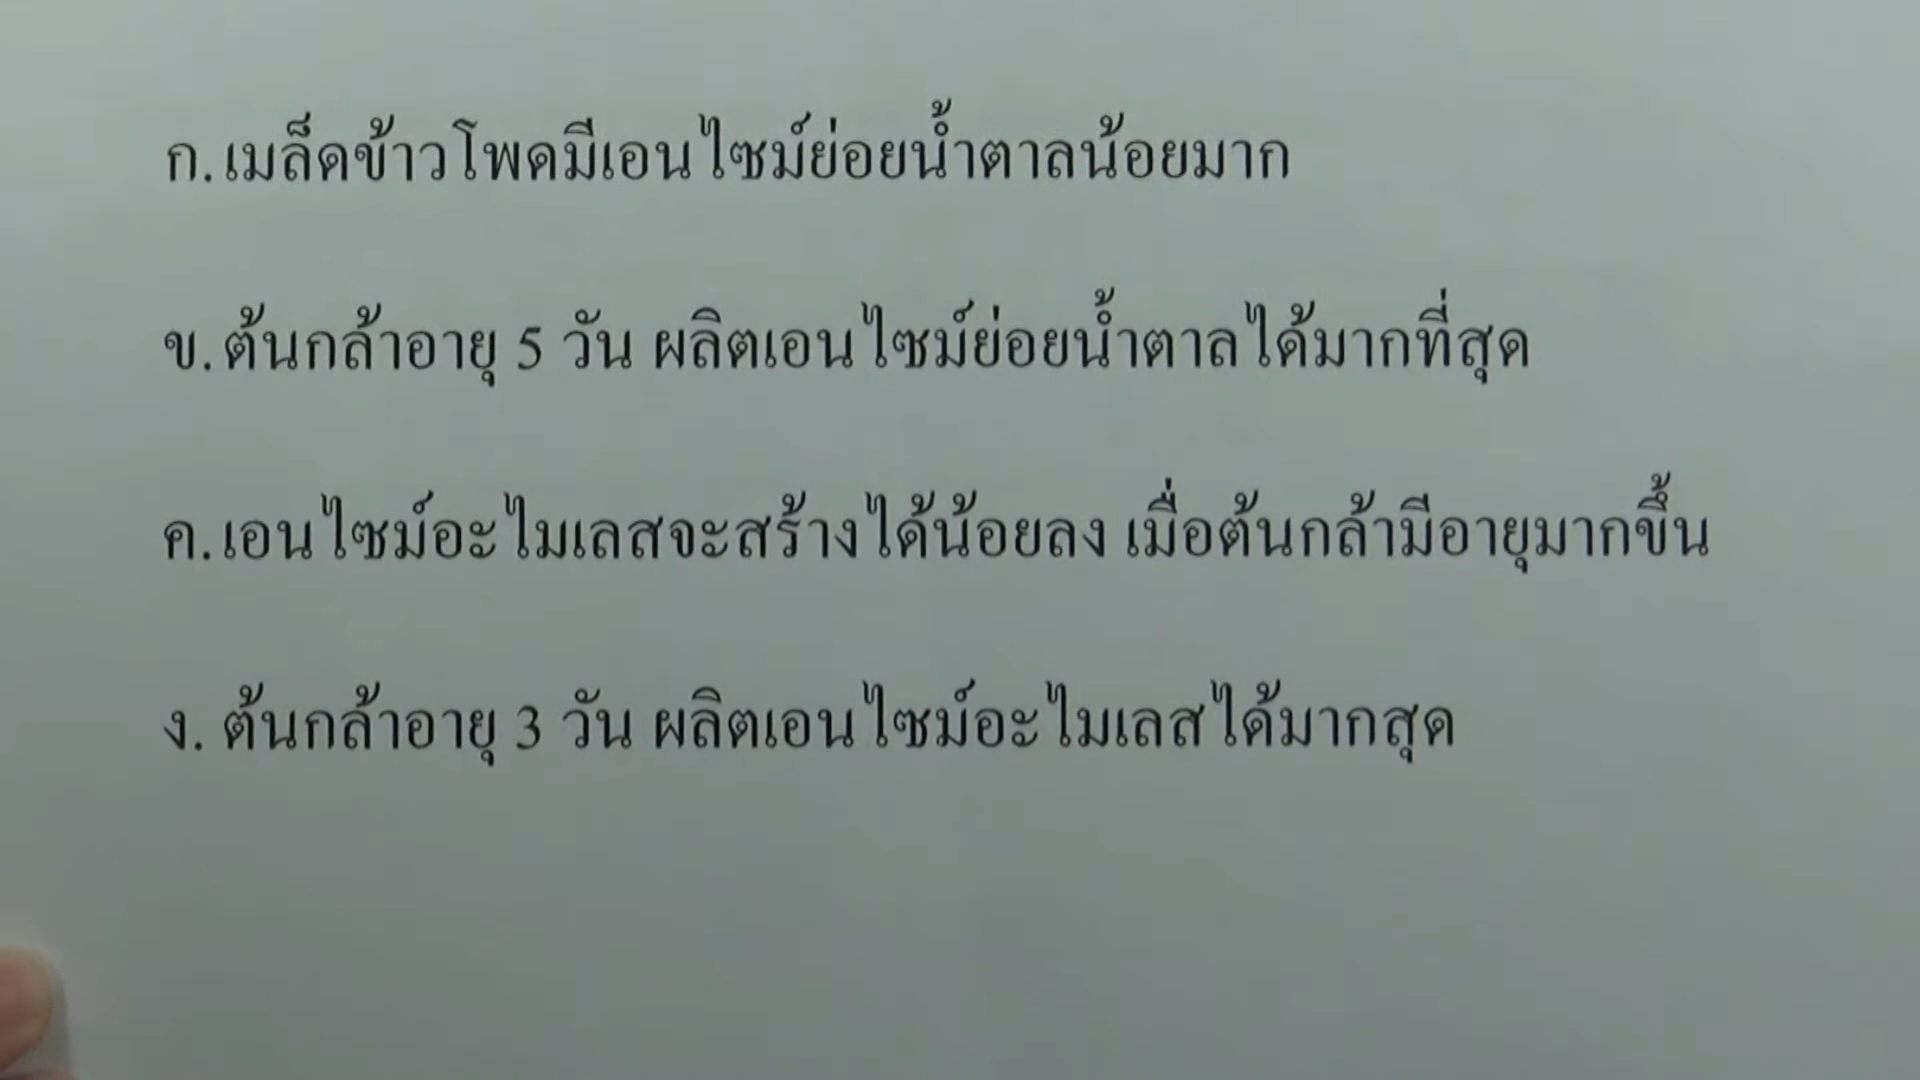 ก. เมล็ดข้าวโพดมีเอนไซม์ย่อยน้ำตาลน้อยมาก
ข. ต้นกล้าอายุ 5 วัน ผลิตเอนไซม์ย่อยน้ำตาลได้มากที่สุด
ค. เอนไซม์อะไมเลสจะสร้างได้น้อยลง เมื่อต้นกล้ามีอายุมากขึ้น
ง. ต้นกล้าอายุ 3 วัน ผลิตเอนไซม์อะไมเลสได้มากสุด